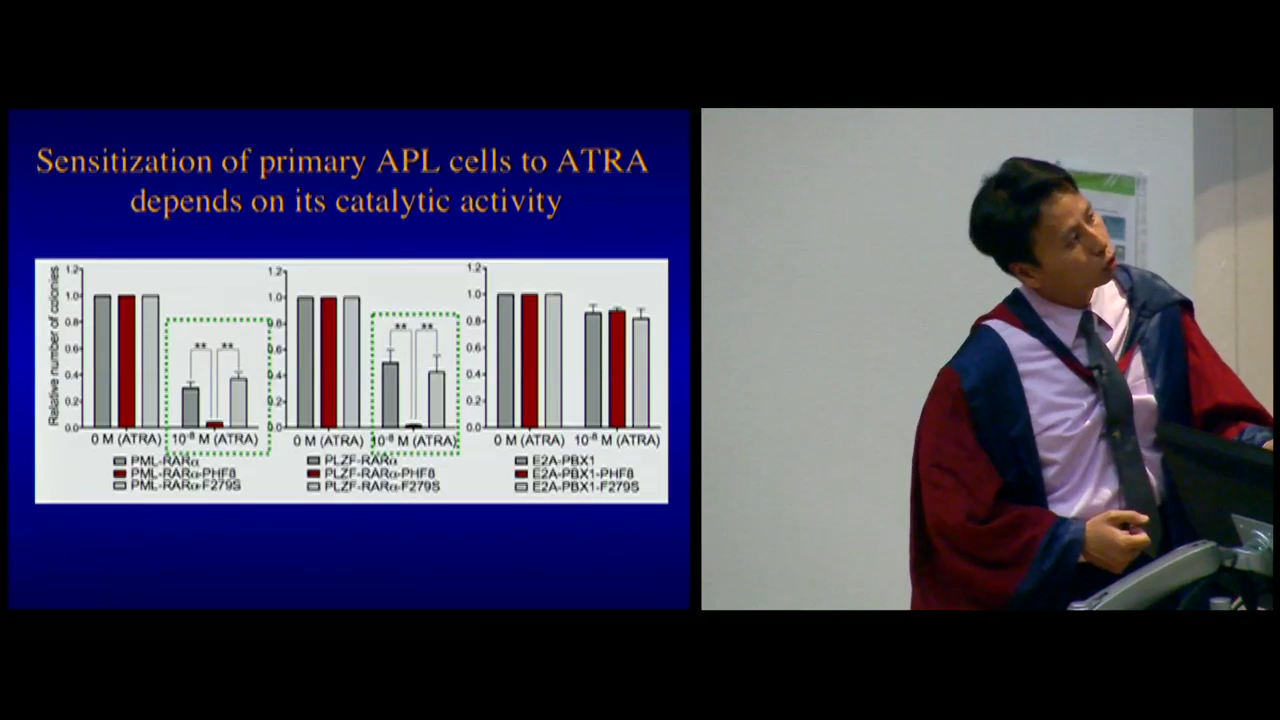 Sensitization of primary APL cells to ATRA
depends on its catalytic activity
Relative number of colonies
1.2
1.0
0.8
0.6
0.4
0.2
0.0
** **
0 M (ATRA) 10⁻⁸ M (ATRA)
PML-RARα
PML-RARα-PHF8
PML-RARα-F279S
1.2
1.0
0.8
0.6
0.4
0.2
0.0
** **
0 M (ATRA) 10⁻⁸ M (ATRA)
PLZF-RARα
PLZF-RARα-PHF8
PLZF-RARα-F279S
1.2
1.0
0.8
0.6
0.4
0.2
0.0
0 M (ATRA) 10⁻⁸ M (ATRA)
E2A-PBX1
E2A-PBX1-PHF8
E2A-PBX1-F279S